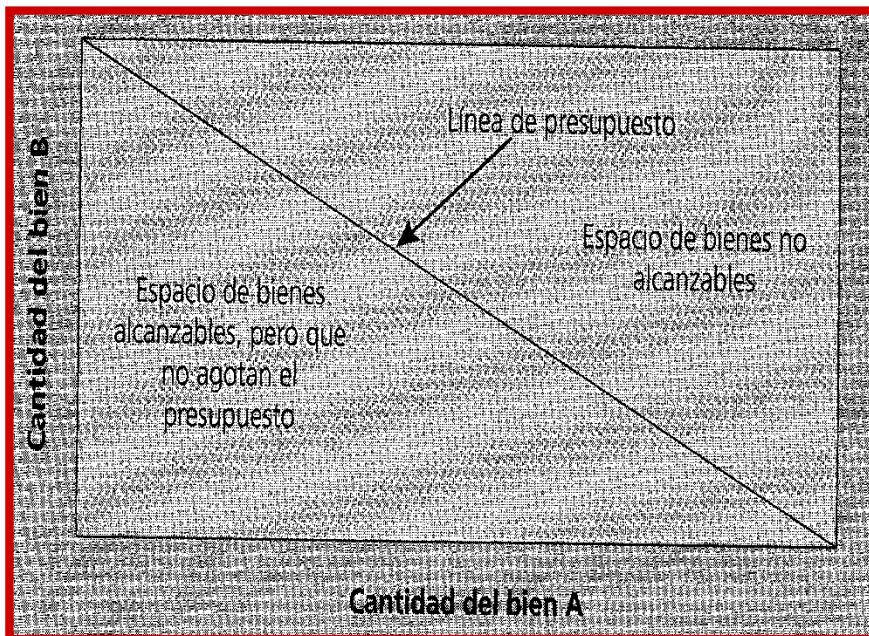 Cantidad del bien B
Línea de presupuesto
Espacio de bienes no
alcanzables
Espacio de bienes
alcanzables, pero que
no agotan el
presupuesto
Cantidad del bien A